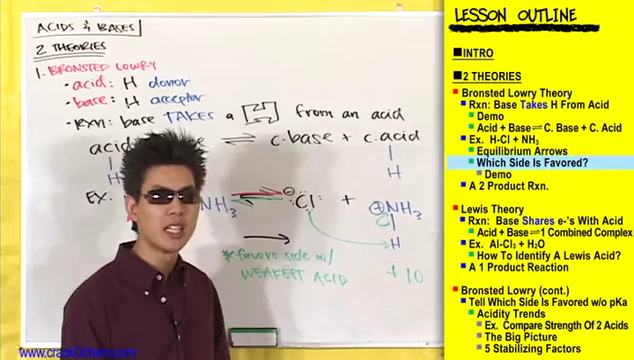 ACIDS & BASES
2 THEORIES
1. BRONSTED LOWRY
• acid: H donor
• base: H acceptor
• RXN: base TAKES a H from an acid
acid ⇌ c.base + c.acid
H H
EX. NH3 ⇌ ⊖ :Cl: + ⊕NH3
H
* favors side w/
WEAKEST ACID +10
www.crackOchem.com
LESSON OUTLINE
INTRO
2 THEORIES
Bronsted Lowry Theory
Rxn: Base Takes H From Acid
Demo
Acid + Base ⇌ C. Base + C. Acid
Ex. H-Cl + NH3
Equilibrium Arrows
Which Side Is Favored?
Demo
A 2 Product Rxn.
Lewis Theory
Rxn: Base Shares e-'s With Acid
Acid + Base ⇌ 1 Combined Complex
Ex. Al-Cl3 + H2O
How To Identify A Lewis Acid?
A 1 Product Reaction
Bronsted Lowry (cont.)
Tell Which Side Is Favored w/o pKa
Acidity Trends
Ex. Compare Strength Of 2 Acids
The Big Picture
5 Stabilizing Factors